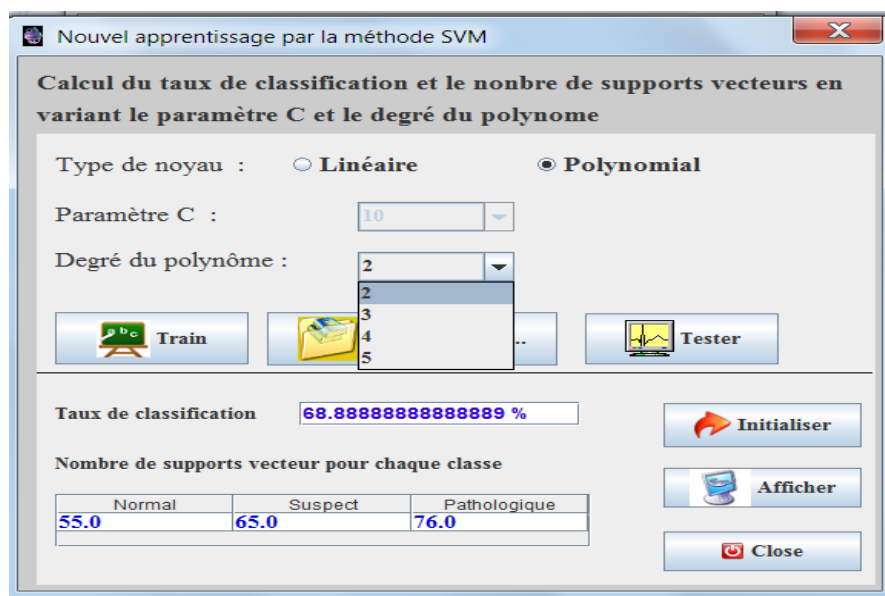 Nouvel apprentissage par la méthode SVM
Calcul du taux de classification et le nonbre de supports vecteurs en
variant le paramètre C et le degré du polynome
Type de noyau : Linéaire Polynomial
Paramètre C : 10
Degré du polynôme : 2
2
3
4
5
Train .. Tester
Taux de classification 68.88888888888889 %
Initialiser
Nombre de supports vecteur pour chaque classe
Afficher
Normal Suspect Pathologique
55.0 65.0 76.0
Close